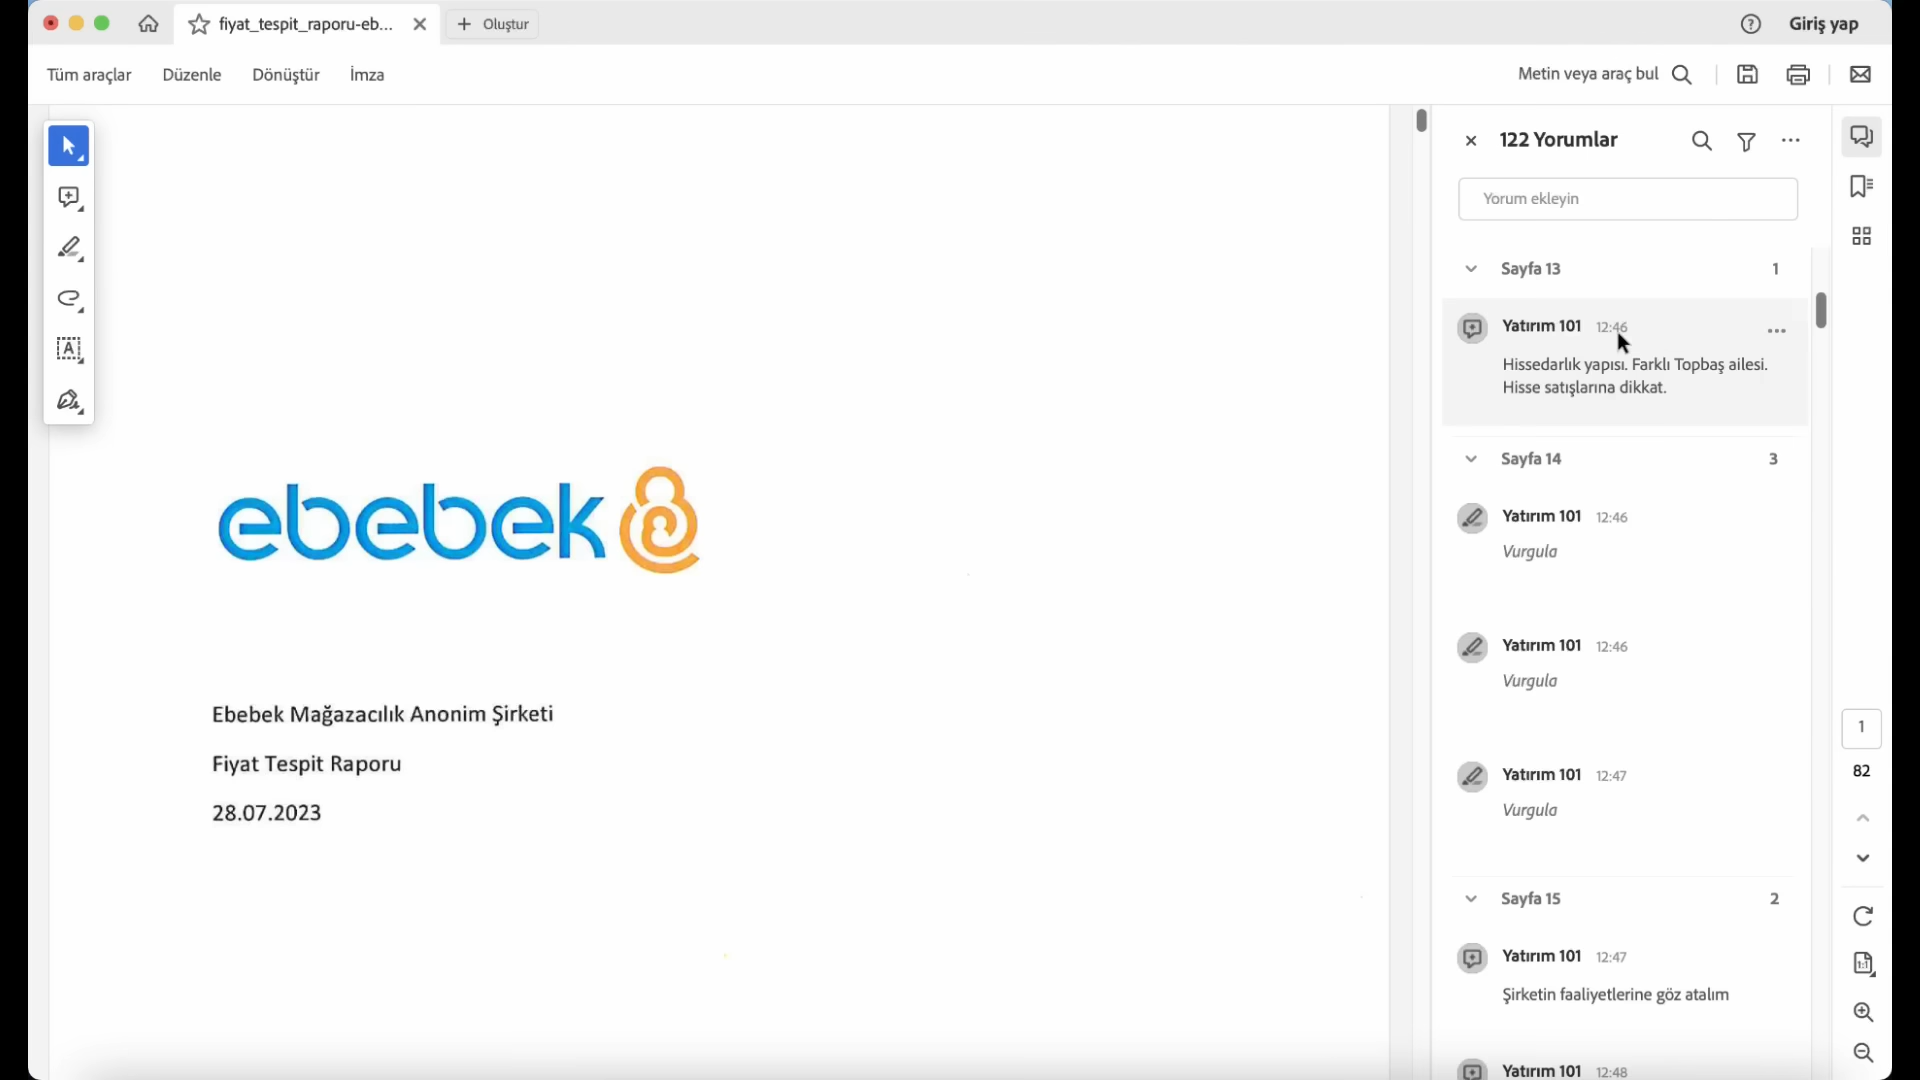 fiyat_tespit_raporu-eb...
Oluştur
Giriş yap
Tüm araçlar
Düzenle
Dönüştür
İmza
Metin veya araç bul
ebebek
Ebebek Mağazacılık Anonim Şirketi
Fiyat Tespit Raporu
28.07.2023
122 Yorumlar
Yorum ekleyin
Sayfa 13 1
Yatırım 101 12:46
Hissedarlık yapısı. Farklı Topbaş ailesi.
Hisse satışlarına dikkat.
Sayfa 14 3
Yatırım 101 12:46
Vurgula
Yatırım 101 12:46
Vurgula
Yatırım 101 12:47
Vurgula
Sayfa 15 2
Yatırım 101 12:47
Şirketin faaliyetlerine göz atalım
Yatırım 101 12:48
1
82